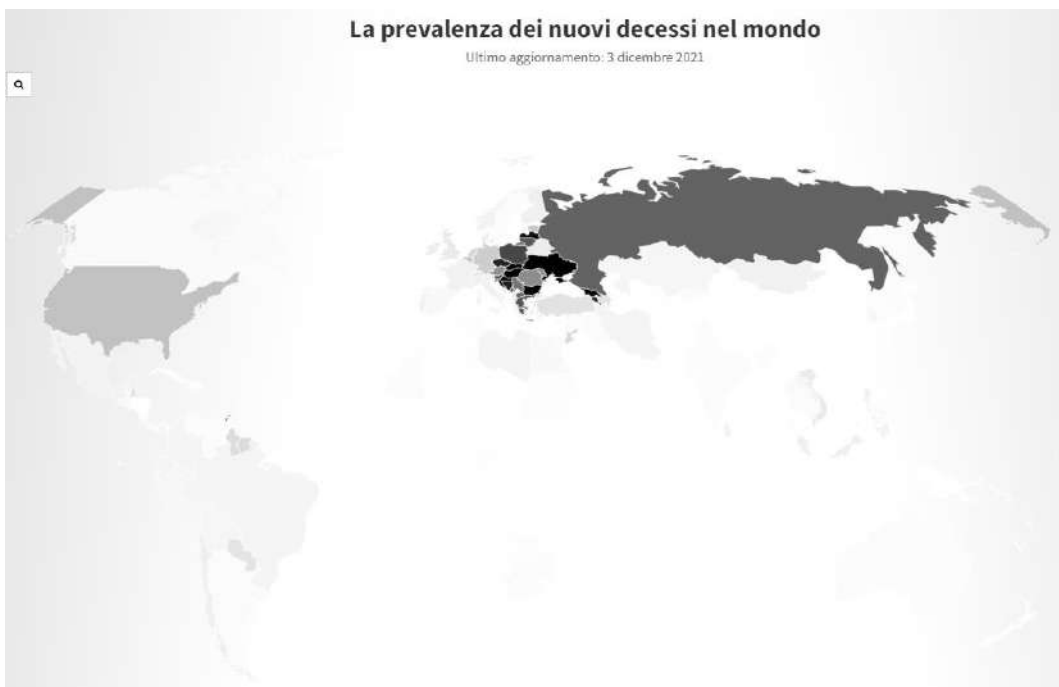 La prevalenza dei nuovi decessi nel mondo
Ultimo aggiornamento: 3 dicembre 2021